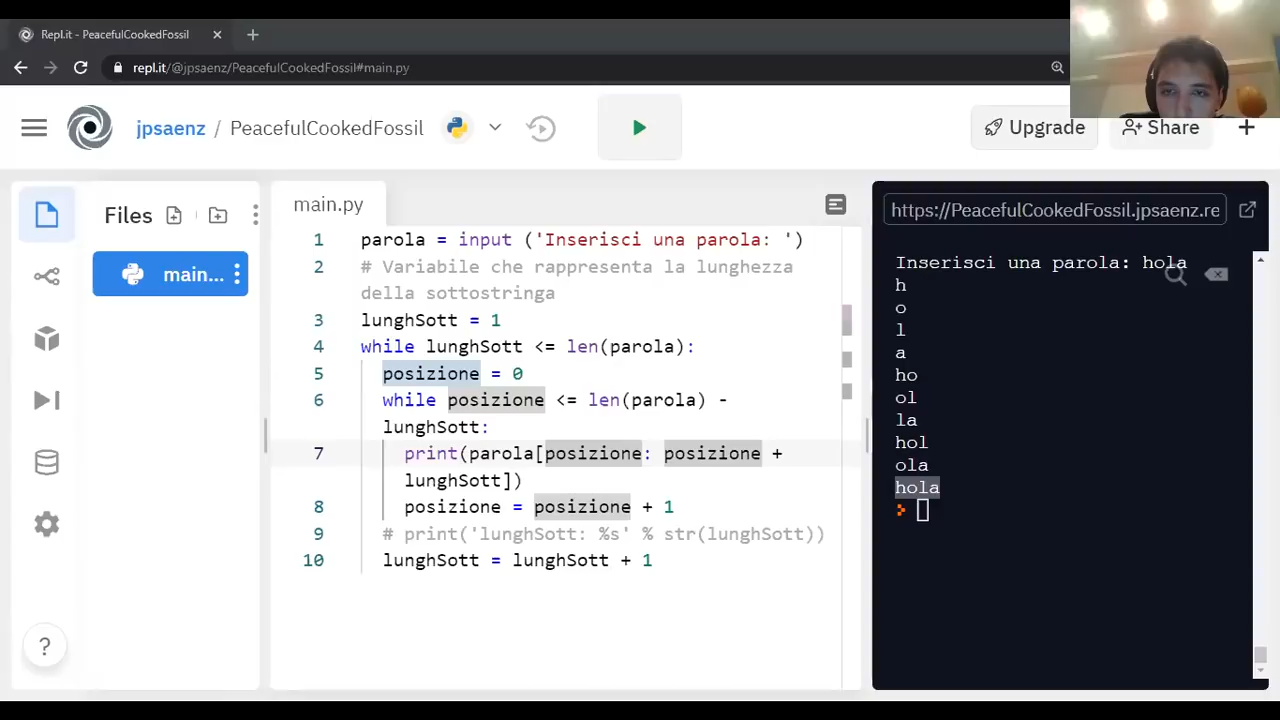 Repl.it - PeacefulCookedFossil
repl.it/@jpsaenz/PeacefulCookedFossil#main.py
jpsaenz / PeacefulCookedFossil
Upgrade
Share
Files
main...
main.py
1 parola = input ('Inserisci una parola: ')
2 # Variabile che rappresenta la lunghezza
della sottostringa
3 lunghSott = 1
4 while lunghSott <= len(parola):
5 posizione = 0
6 while posizione <= len(parola) -
lunghSott:
7 print(parola[posizione: posizione +
lunghSott])
8 posizione = posizione + 1
9 # print('lunghSott: %s' % str(lunghSott))
10 lunghSott = lunghSott + 1
?
https://PeacefulCookedFossil.jpsaenz.re
Inserisci una parola: hola
h
o
l
a
ho
ol
la
hol
ola
hola